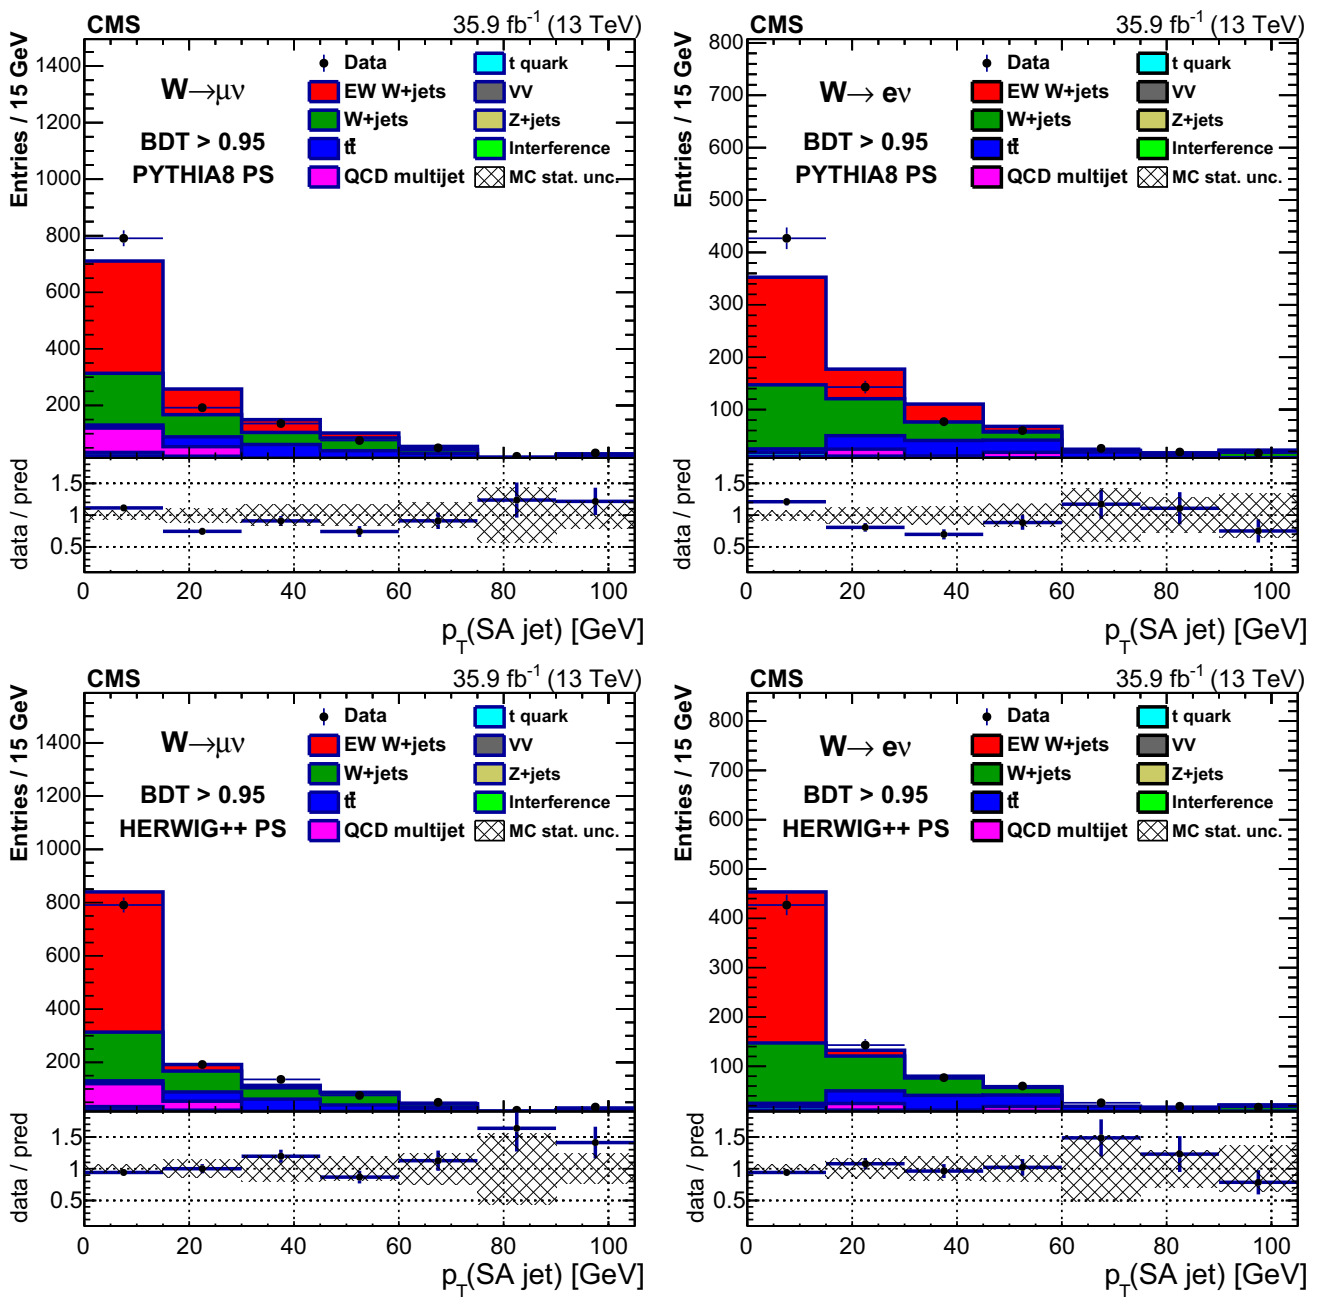 CMS 35.9 fb⁻¹ (13 TeV)
Entries / 15 GeV
1400
1200
1000
800
600
400
200
W→μν
BDT > 0.95
PYTHIA8 PS
Data
EW W+jets
W+jets
tt̄
QCD multijet
t quark
VV
Z+jets
Interference
MC stat. unc.
data / pred
1.5
1
0.5
0 20 40 60 80 100
p_T(SA jet) [GeV]
CMS 35.9 fb⁻¹ (13 TeV)
Entries / 15 GeV
800
700
600
500
400
300
200
100
W→ eν
BDT > 0.95
PYTHIA8 PS
Data
EW W+jets
W+jets
tt̄
QCD multijet
t quark
VV
Z+jets
Interference
MC stat. unc.
data / pred
1.5
1
0.5
0 20 40 60 80 100
p_T(SA jet) [GeV]
CMS 35.9 fb⁻¹ (13 TeV)
Entries / 15 GeV
1400
1200
1000
800
600
400
200
W→μν
BDT > 0.95
HERWIG++ PS
Data
EW W+jets
W+jets
tt̄
QCD multijet
t quark
VV
Z+jets
Interference
MC stat. unc.
data / pred
1.5
1
0.5
0 20 40 60 80 100
p_T(SA jet) [GeV]
CMS 35.9 fb⁻¹ (13 TeV)
Entries / 15 GeV
800
700
600
500
400
300
200
100
W→ eν
BDT > 0.95
HERWIG++ PS
Data
EW W+jets
W+jets
tt̄
QCD multijet
t quark
VV
Z+jets
Interference
MC stat. unc.
data / pred
1.5
1
0.5
0 20 40 60 80 100
p_T(SA jet) [GeV]